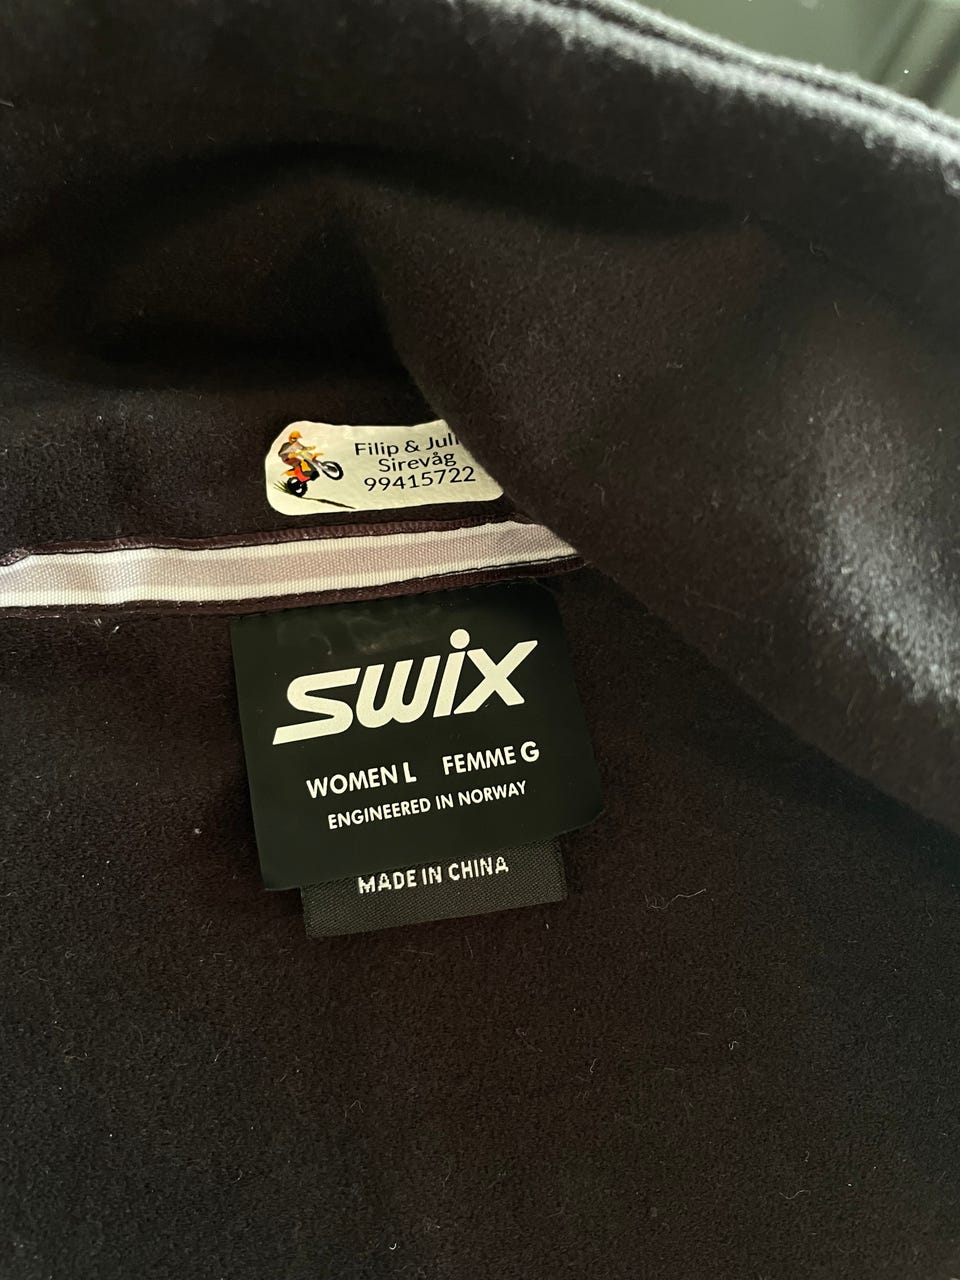 Filip &
Sirevåg
99415722
swix
WOMEN L FEMME G
ENGINEERED IN NORWAY
MADE IN CHINA